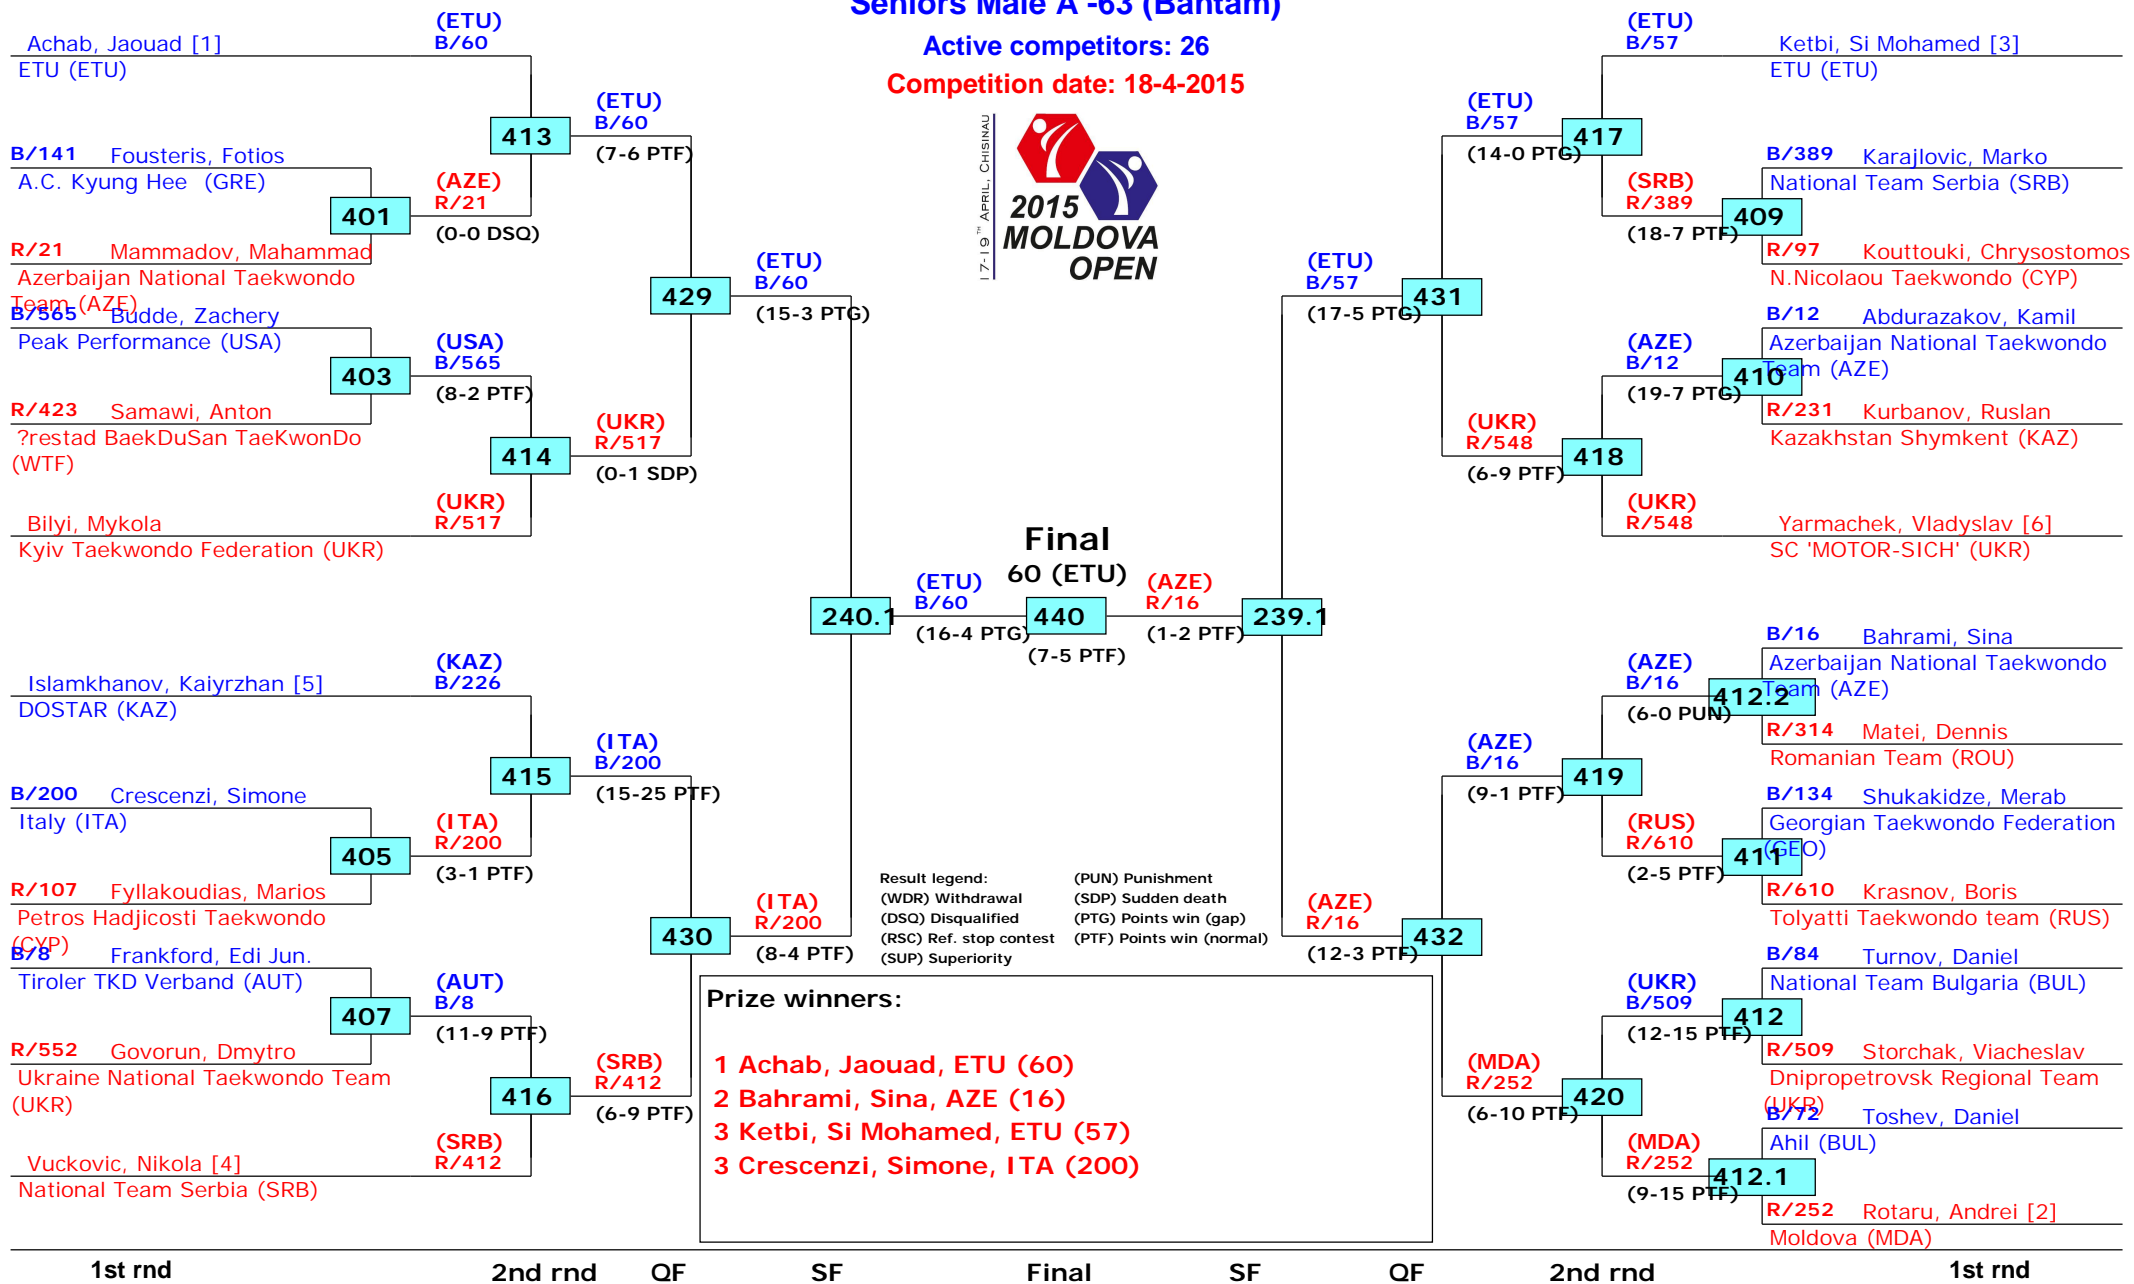 Seniors Male A -63 (Bantam)
Active competitors: 26
Competition date: 18-4-2015
17-19TH APRIL, CHISINAU
2015
MOLDOVA
OPEN
Achab, Jaouad [1]
ETU (ETU)
(ETU)
B/60
413
(ETU)
B/60
(7-6 PTF)
B/141 Fousteris, Fotios
A.C. Kyung Hee (GRE)
401
(AZE)
R/21
(0-0 DSQ)
R/21 Mammadov, Mahammad
Azerbaijan National Taekwondo
Team (AZE)
429
(ETU)
B/60
(15-3 PTG)
B/565 Budde, Zachery
Peak Performance (USA)
403
(USA)
B/565
(8-2 PTF)
R/423 Samawi, Anton
?restad BaekDuSan TaeKwonDo
(WTF)
414
(UKR)
R/517
(0-1 SDP)
(UKR)
R/517
Bilyi, Mykola
Kyiv Taekwondo Federation (UKR)
240.1
(ETU)
B/60
(16-4 PTG)
Islamkhanov, Kaiyrzhan [5]
DOSTAR (KAZ)
(KAZ)
B/226
415
(ITA)
B/200
(15-25 PTF)
B/200 Crescenzi, Simone
Italy (ITA)
405
(ITA)
R/200
(3-1 PTF)
R/107 Fyllakoudias, Marios
Petros Hadjicosti Taekwondo
(CYP)
430
(ITA)
R/200
(8-4 PTF)
B/8 Frankford, Edi Jun.
Tiroler TKD Verband (AUT)
407
(AUT)
B/8
(11-9 PTF)
R/552 Govorun, Dmytro
Ukraine National Taekwondo Team
(UKR)
416
(SRB)
R/412
(6-9 PTF)
(SRB)
R/412
Vuckovic, Nikola [4]
National Team Serbia (SRB)
Final
60 (ETU)
440
(7-5 PTF)
(AZE)
R/16
(1-2 PTF)
239.1
(ETU)
B/57
Ketbi, Si Mohamed [3]
ETU (ETU)
(ETU)
B/57
(14-0 PTG)
417
B/389 Karajlovic, Marko
National Team Serbia (SRB)
(SRB)
R/389
(18-7 PTF)
409
R/97 Kouttouki, Chrysostomos
N.Nicolaou Taekwondo (CYP)
(ETU)
B/57
(17-5 PTG)
431
B/12 Abdurazakov, Kamil
Azerbaijan National Taekwondo
Team (AZE)
(AZE)
B/12
(19-7 PTG)
410
R/231 Kurbanov, Ruslan
Kazakhstan Shymkent (KAZ)
(UKR)
R/548
(6-9 PTF)
418
(UKR)
R/548
Yarmachek, Vladyslav [6]
SC 'MOTOR-SICH' (UKR)
B/16 Bahrami, Sina
Azerbaijan National Taekwondo
Team (AZE)
(AZE)
B/16
(6-0 PUN)
412.2
R/314 Matei, Dennis
Romanian Team (ROU)
(AZE)
B/16
(9-1 PTF)
419
B/134 Shukakidze, Merab
Georgian Taekwondo Federation
(GEO)
(RUS)
R/610
(2-5 PTF)
411
R/610 Krasnov, Boris
Tolyatti Taekwondo team (RUS)
(AZE)
R/16
(12-3 PTF)
432
B/84 Turnov, Daniel
National Team Bulgaria (BUL)
(UKR)
B/509
(12-15 PTF)
412
R/509 Storchak, Viacheslav
Dnipropetrovsk Regional Team
(UKR)
(MDA)
R/252
(6-10 PTF)
420
B/72 Toshev, Daniel
Ahil (BUL)
(MDA)
R/252
(9-15 PTF)
412.1
R/252 Rotaru, Andrei [2]
Moldova (MDA)
Result legend:
(WDR) Withdrawal
(DSQ) Disqualified
(RSC) Ref. stop contest
(SUP) Superiority
(PUN) Punishment
(SDP) Sudden death
(PTG) Points win (gap)
(PTF) Points win (normal)
Prize winners:
1 Achab, Jaouad, ETU (60)
2 Bahrami, Sina, AZE (16)
3 Ketbi, Si Mohamed, ETU (57)
3 Crescenzi, Simone, ITA (200)
1st rnd 2nd rnd QF SF Final SF QF 2nd rnd 1st rnd